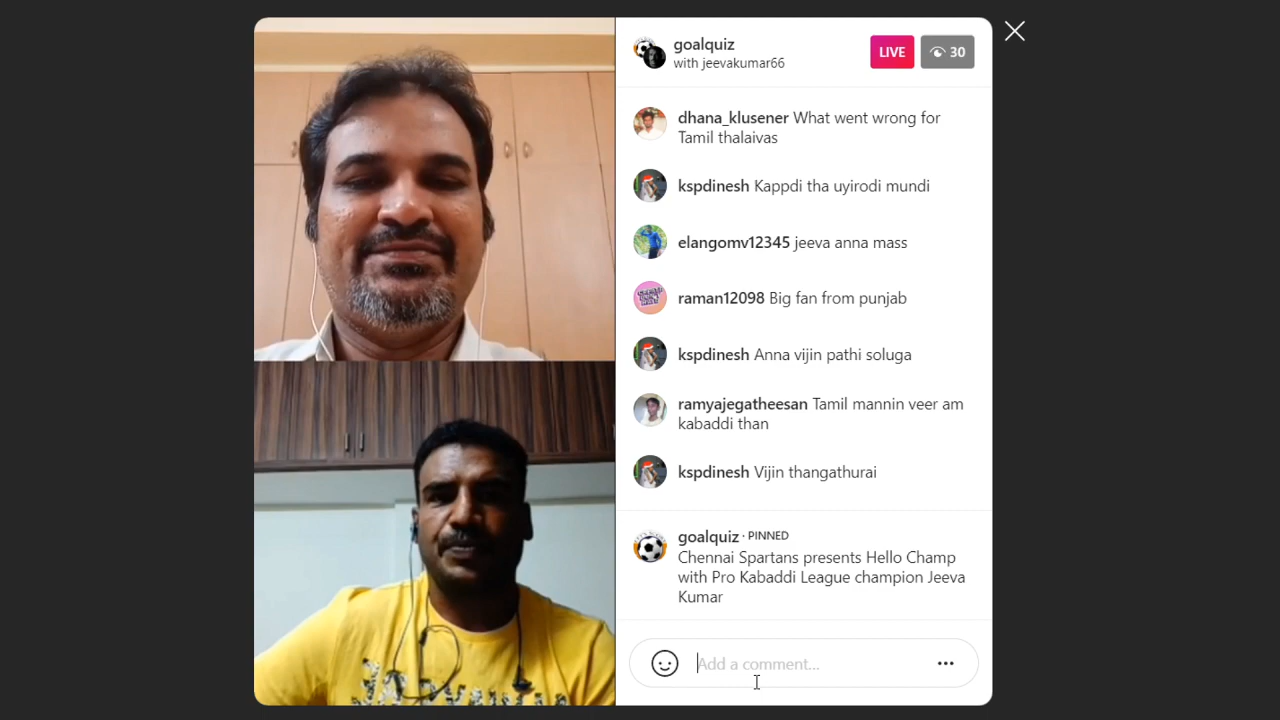 goalquiz
with jeevakumar66
LIVE
30
dhana_klusener What went wrong for
Tamil thalaivas
kspdinesh Kappdi tha uyirodi mundi
elangomv12345 jeeva anna mass
raman12098 Big fan from punjab
kspdinesh Anna vijin pathi soluga
ramyajegatheesan Tamil mannin veer am
kabaddi than
kspdinesh Vijin thangathurai
goalquiz · PINNED
Chennai Spartans presents Hello Champ
with Pro Kabaddi League champion Jeeva
Kumar
Add a comment...